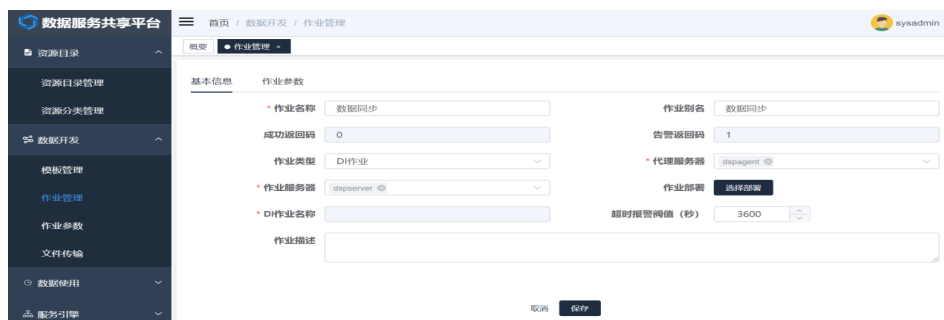 数据服务共享平台
首页 / 数据开发 / 作业管理
sysadmin
概要
作业管理 ×
资源目录
资源目录管理
资源分类管理
数据开发
模板管理
作业管理
作业参数
文件传输
数据使用
服务引擎
基本信息 作业参数
* 作业名称 数据同步 作业别名 数据同步
成功返回码 0 告警返回码 1
作业类型 DI作业 * 代理服务器 dspagent
* 作业服务器 dspserver 作业部署 选择部署
* DI作业名称 超时报警阀值（秒） 3600
作业描述
取消 保存